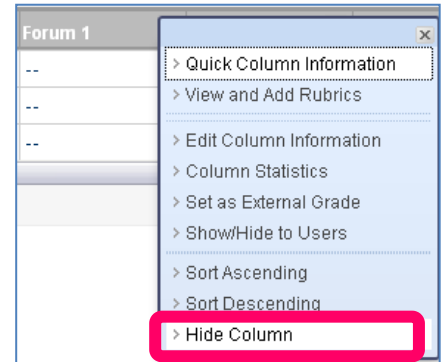 Forum 1
--
--
--
> Quick Column Information
> View and Add Rubrics
> Edit Column Information
> Column Statistics
> Set as External Grade
> Show/Hide to Users
> Sort Ascending
> Sort Descending
> Hide Column